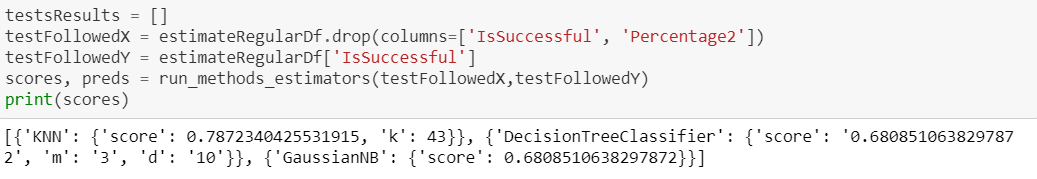 testsResults = []
testFollowedX = estimateRegularDf.drop(columns=['IsSuccessful', 'Percentage2'])
testFollowedY = estimateRegularDf['IsSuccessful']
scores, preds = run_methods_estimators(testFollowedX,testFollowedY)
print(scores)
[{'KNN': {'score': 0.7872340425531915, 'k': 43}}, {'DecisionTreeClassifier': {'score': '0.680851063829787
2', 'm': '3', 'd': '10'}}, {'GaussianNB': {'score': 0.6808510638297872}}]